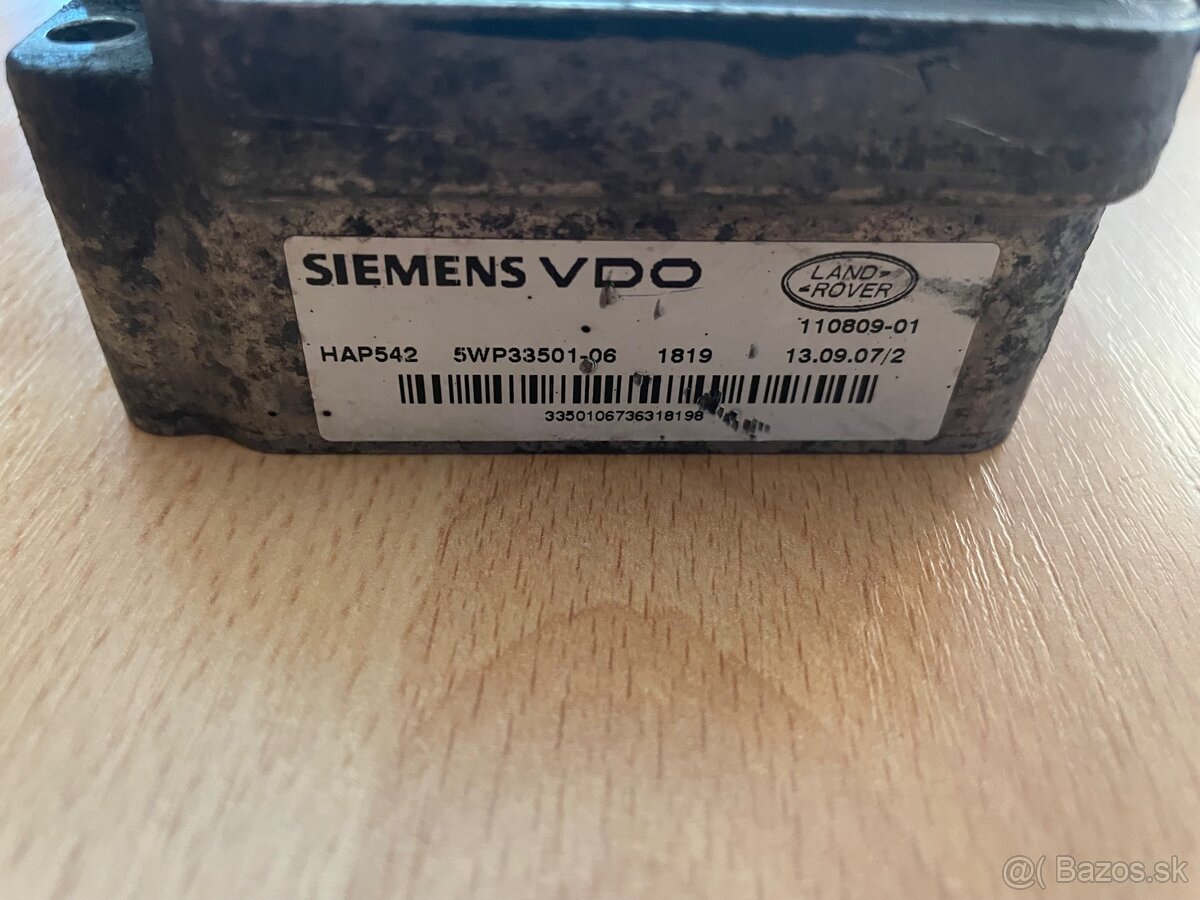 SIEMENS VDO
LAND-
-ROVER
110809-01
HAP542 5WP33501-06 1819 13.09.07/2
3350106736318198
@( Bazos.sk